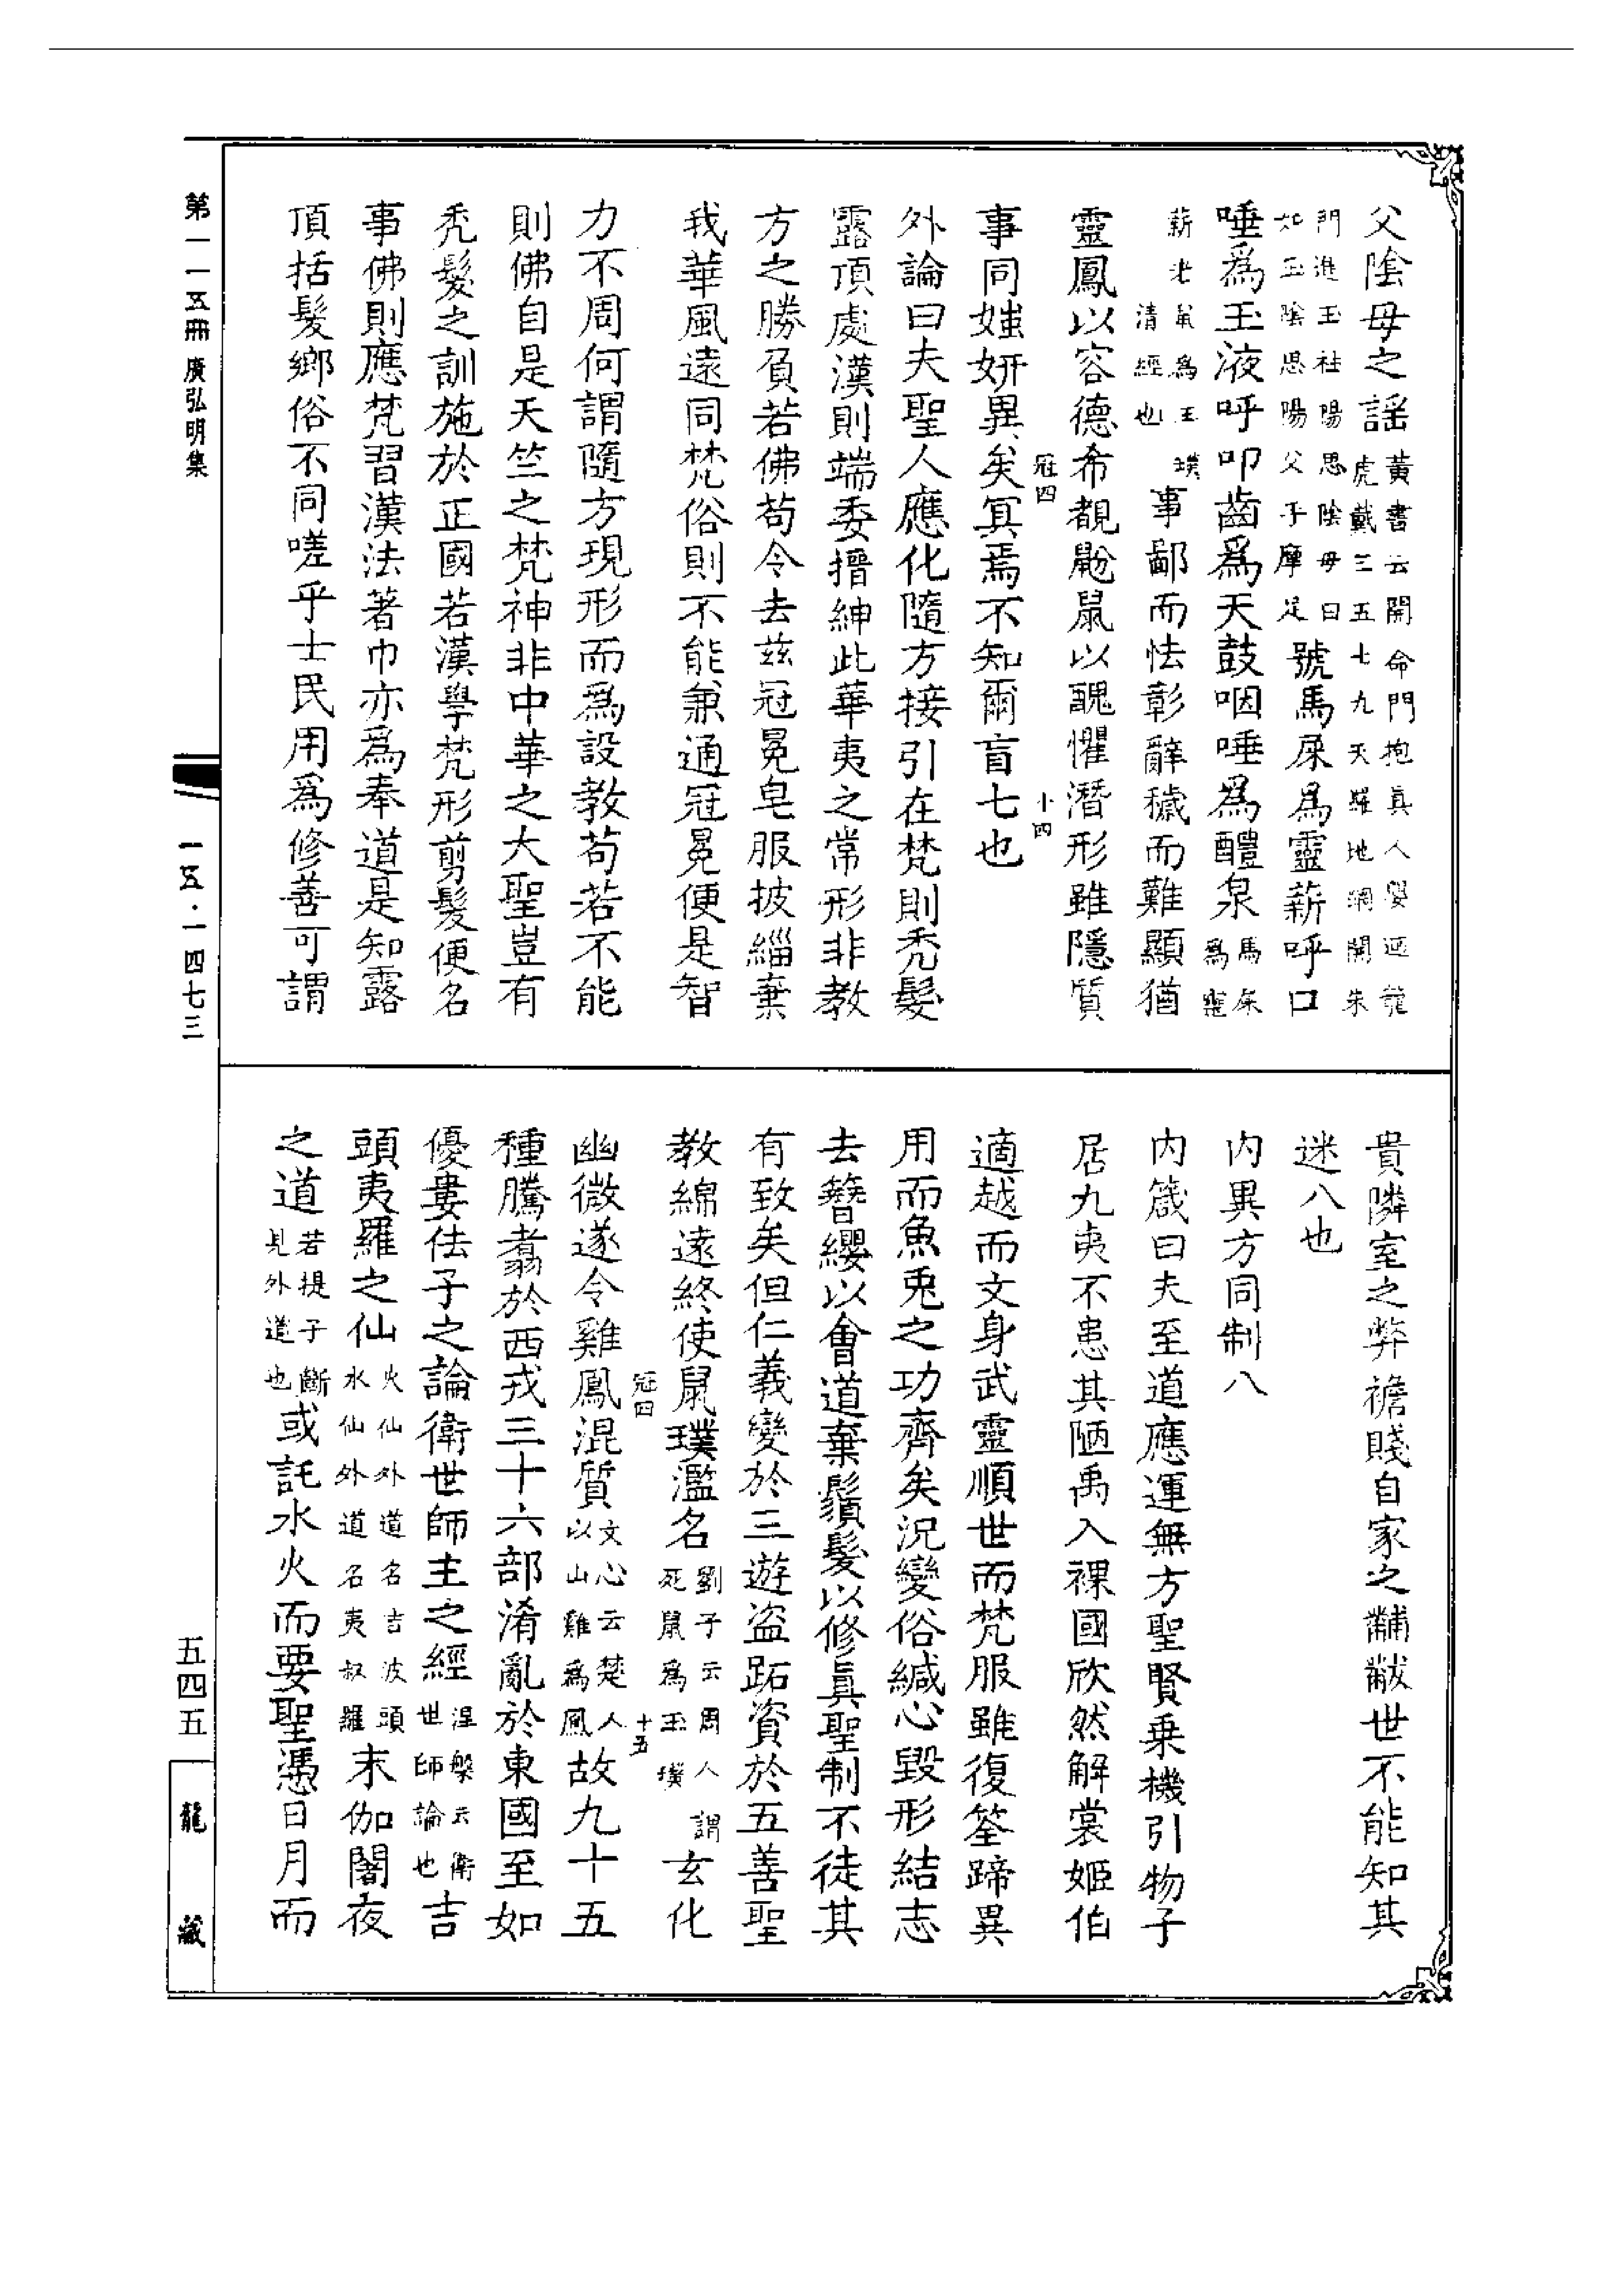 父陰母之謡黃書云開命門抱真人嬰迴龍虎戴三五七九天羅地網開朱
門進玉柱陽思陰母曰如玉陰思陽父手摩足號馬屎爲靈薪呼口
唾爲玉液呼叩齒爲天鼓咽唾爲醴泉馬屎爲靈
薪老鼠爲玉璞清經也事鄙而怯彰辭穢而難顯猶
靈鳳以容德希覩鼢鼠以醜懼潛形雖隱質
事同媸妍異矣冥焉不知爾盲七也
冠四
十四
外論曰夫聖人應化隨方接引在梵則禿髮
露頂處漢則端委搢紳此華夷之常形非教
方之勝負若佛苟令去兹冠冕皂服披緇棄
我華風遠同梵俗則不能兼通冠冕便是智
力不周何謂隨方現形而爲設教苟若不能
則佛自是天竺之梵神非中華之大聖豈有
禿髮之訓施於正國若漢學梵形剪髮便名
事佛則應梵習漢法著巾亦爲奉道是知露
頂括髮鄉俗不同嗟乎士民用爲修善可謂
貴隣室之弊襜賤自家之黼黻世不能知其
迷八也
内異方同制八
内箴曰夫至道應運無方聖賢乗機引物子
居九夷不患其陋禹入裸國欣然解裳姬伯
適越而文身武靈順世而梵服雖復筌蹄異
用而魚兎之功齊矣況變俗緘心毀形結志
去簪纓以會道棄鬚髮以修眞聖制不徒其
有致矣但仁義變於三遊盜跖資於五善聖
教綿遠終使鼠璞濫名劉子云周人謂死鼠爲玉璞玄化
冠四
十五
幽微遂令雞鳳混質文心云楚人以山雞爲鳳故九十五
種騰翥於西戎三十六部淆亂於東國至如
優婁佉子之論衛世師主之經涅槃云衛世師論也吉
頭夷羅之仙火仙外道名吉波頭水仙外道名夷叔羅末伽闍夜
之道若提子斷見外道也或託水火而要聖憑日月而
第一一五冊 廣弘明集
一五·一四七三
五四五
龍藏